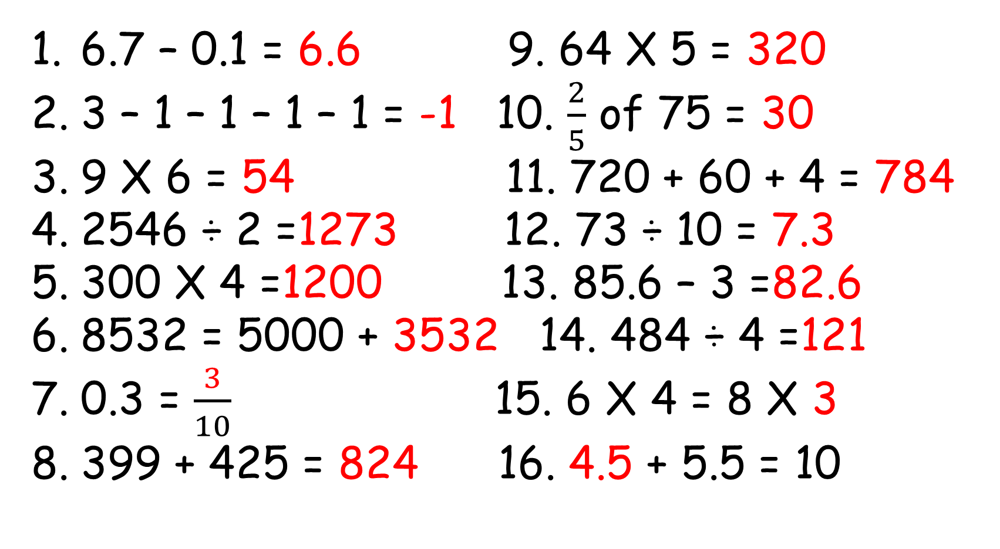 1. 6.7 – 0.1 = 6.6
2. 3 – 1 – 1 – 1 – 1 = -1
3. 9 X 6 = 54
4. 2546 ÷ 2 =1273
5. 300 X 4 =1200
6. 8532 = 5000 + 3532
7. 0.3 = 3/10
8. 399 + 425 = 824
9. 64 X 5 = 320
10. 2/5 of 75 = 30
11. 720 + 60 + 4 = 784
12. 73 ÷ 10 = 7.3
13. 85.6 – 3 =82.6
14. 484 ÷ 4 =121
15. 6 X 4 = 8 X 3
16. 4.5 + 5.5 = 10